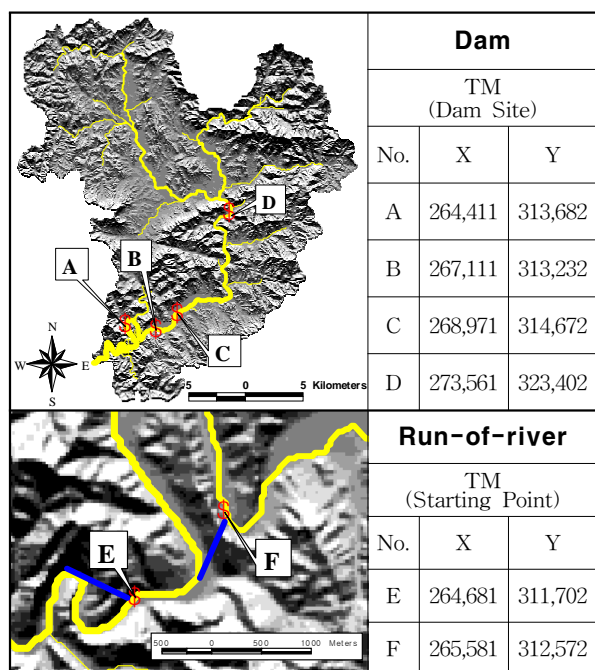 D
A
B
C
N
W
E
S
5 0 5 Kilometers
Dam
TM
(Dam Site)
No. X Y
A 264,411 313,682
B 267,111 313,232
C 268,971 314,672
D 273,561 323,402
E
F
500 0 500 1000 Meters
Run-of-river
TM
(Starting Point)
No. X Y
E 264,681 311,702
F 265,581 312,572